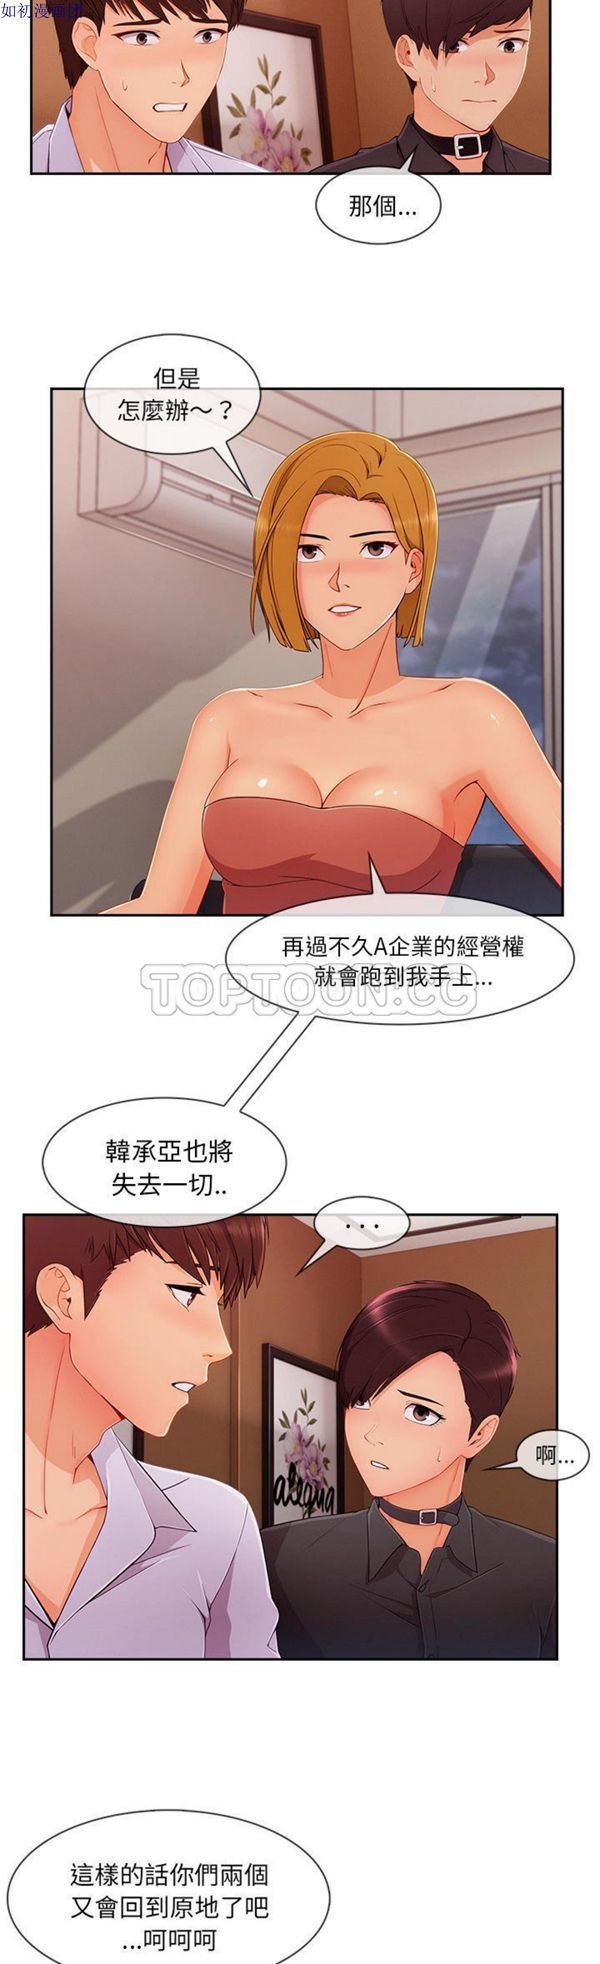 如初漫画团
那個...
但是
怎麼辦～？
再過不久A企業的經營權
就會跑到我手上...
TOPTOON.CC
韓承亞也將
失去一切..
...
啊...
alequa
這樣的話你們兩個
又會回到原地了吧
...呵呵呵